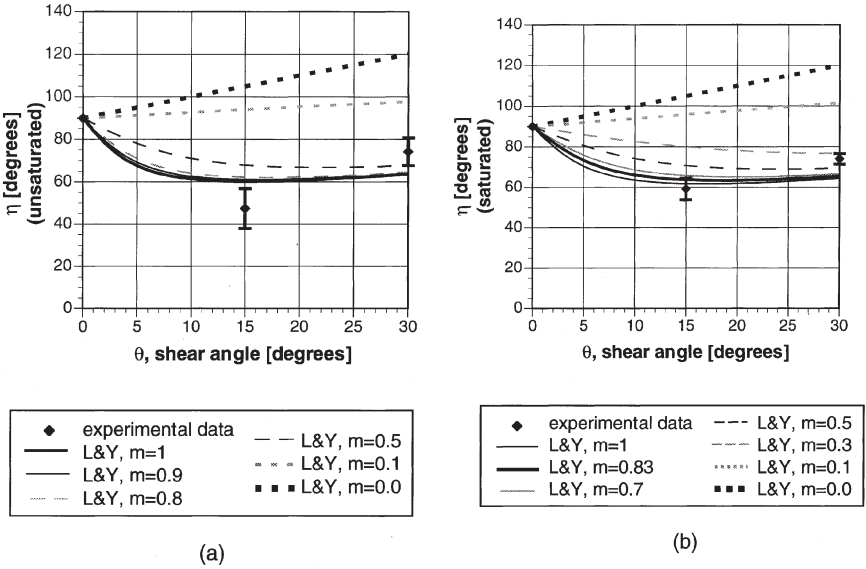 140
120
100
80
60
40
20
0
η [degrees]
(unsaturated)
0 5 10 15 20 25 30
θ, shear angle [degrees]
experimental data
L&Y, m=1
L&Y, m=0.9
L&Y, m=0.8
L&Y, m=0.5
L&Y, m=0.1
L&Y, m=0.0
(a)
140
120
100
80
60
40
20
0
η [degrees]
(saturated)
0 5 10 15 20 25 30
θ, shear angle [degrees]
experimental data
L&Y, m=1
L&Y, m=0.83
L&Y, m=0.7
L&Y, m=0.5
L&Y, m=0.3
L&Y, m=0.1
L&Y, m=0.0
(b)